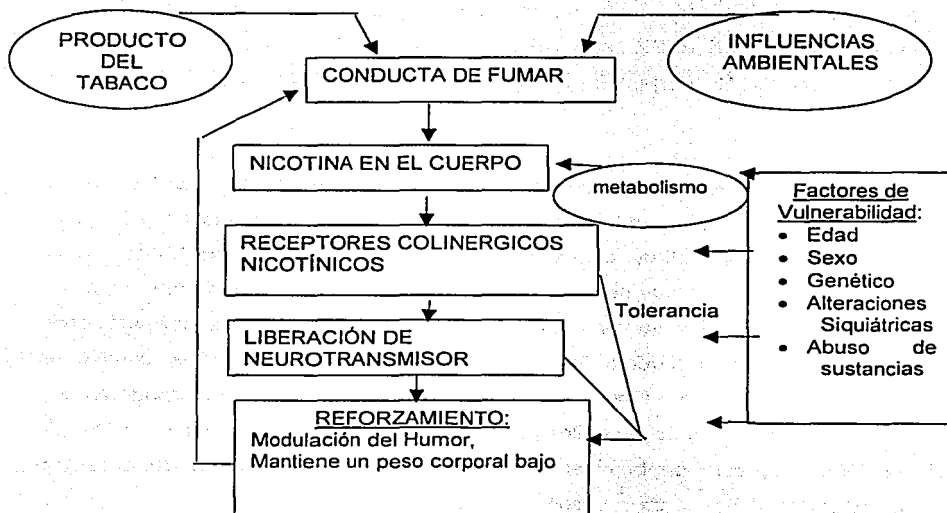 PRODUCTO
DEL
TABACO
INFLUENCIAS
AMBIENTALES
CONDUCTA DE FUMAR
NICOTINA EN EL CUERPO
metabolismo
Factores de
Vulnerabilidad:
• Edad
• Sexo
• Genético
• Alteraciones
Siquiátricas
• Abuso de
sustancias
RECEPTORES COLINERGICOS
NICOTÍNICOS
Tolerancia
LIBERACIÓN DE
NEUROTRANSMISOR
REFORZAMIENTO:
Modulación del Humor,
Mantiene un peso corporal bajo